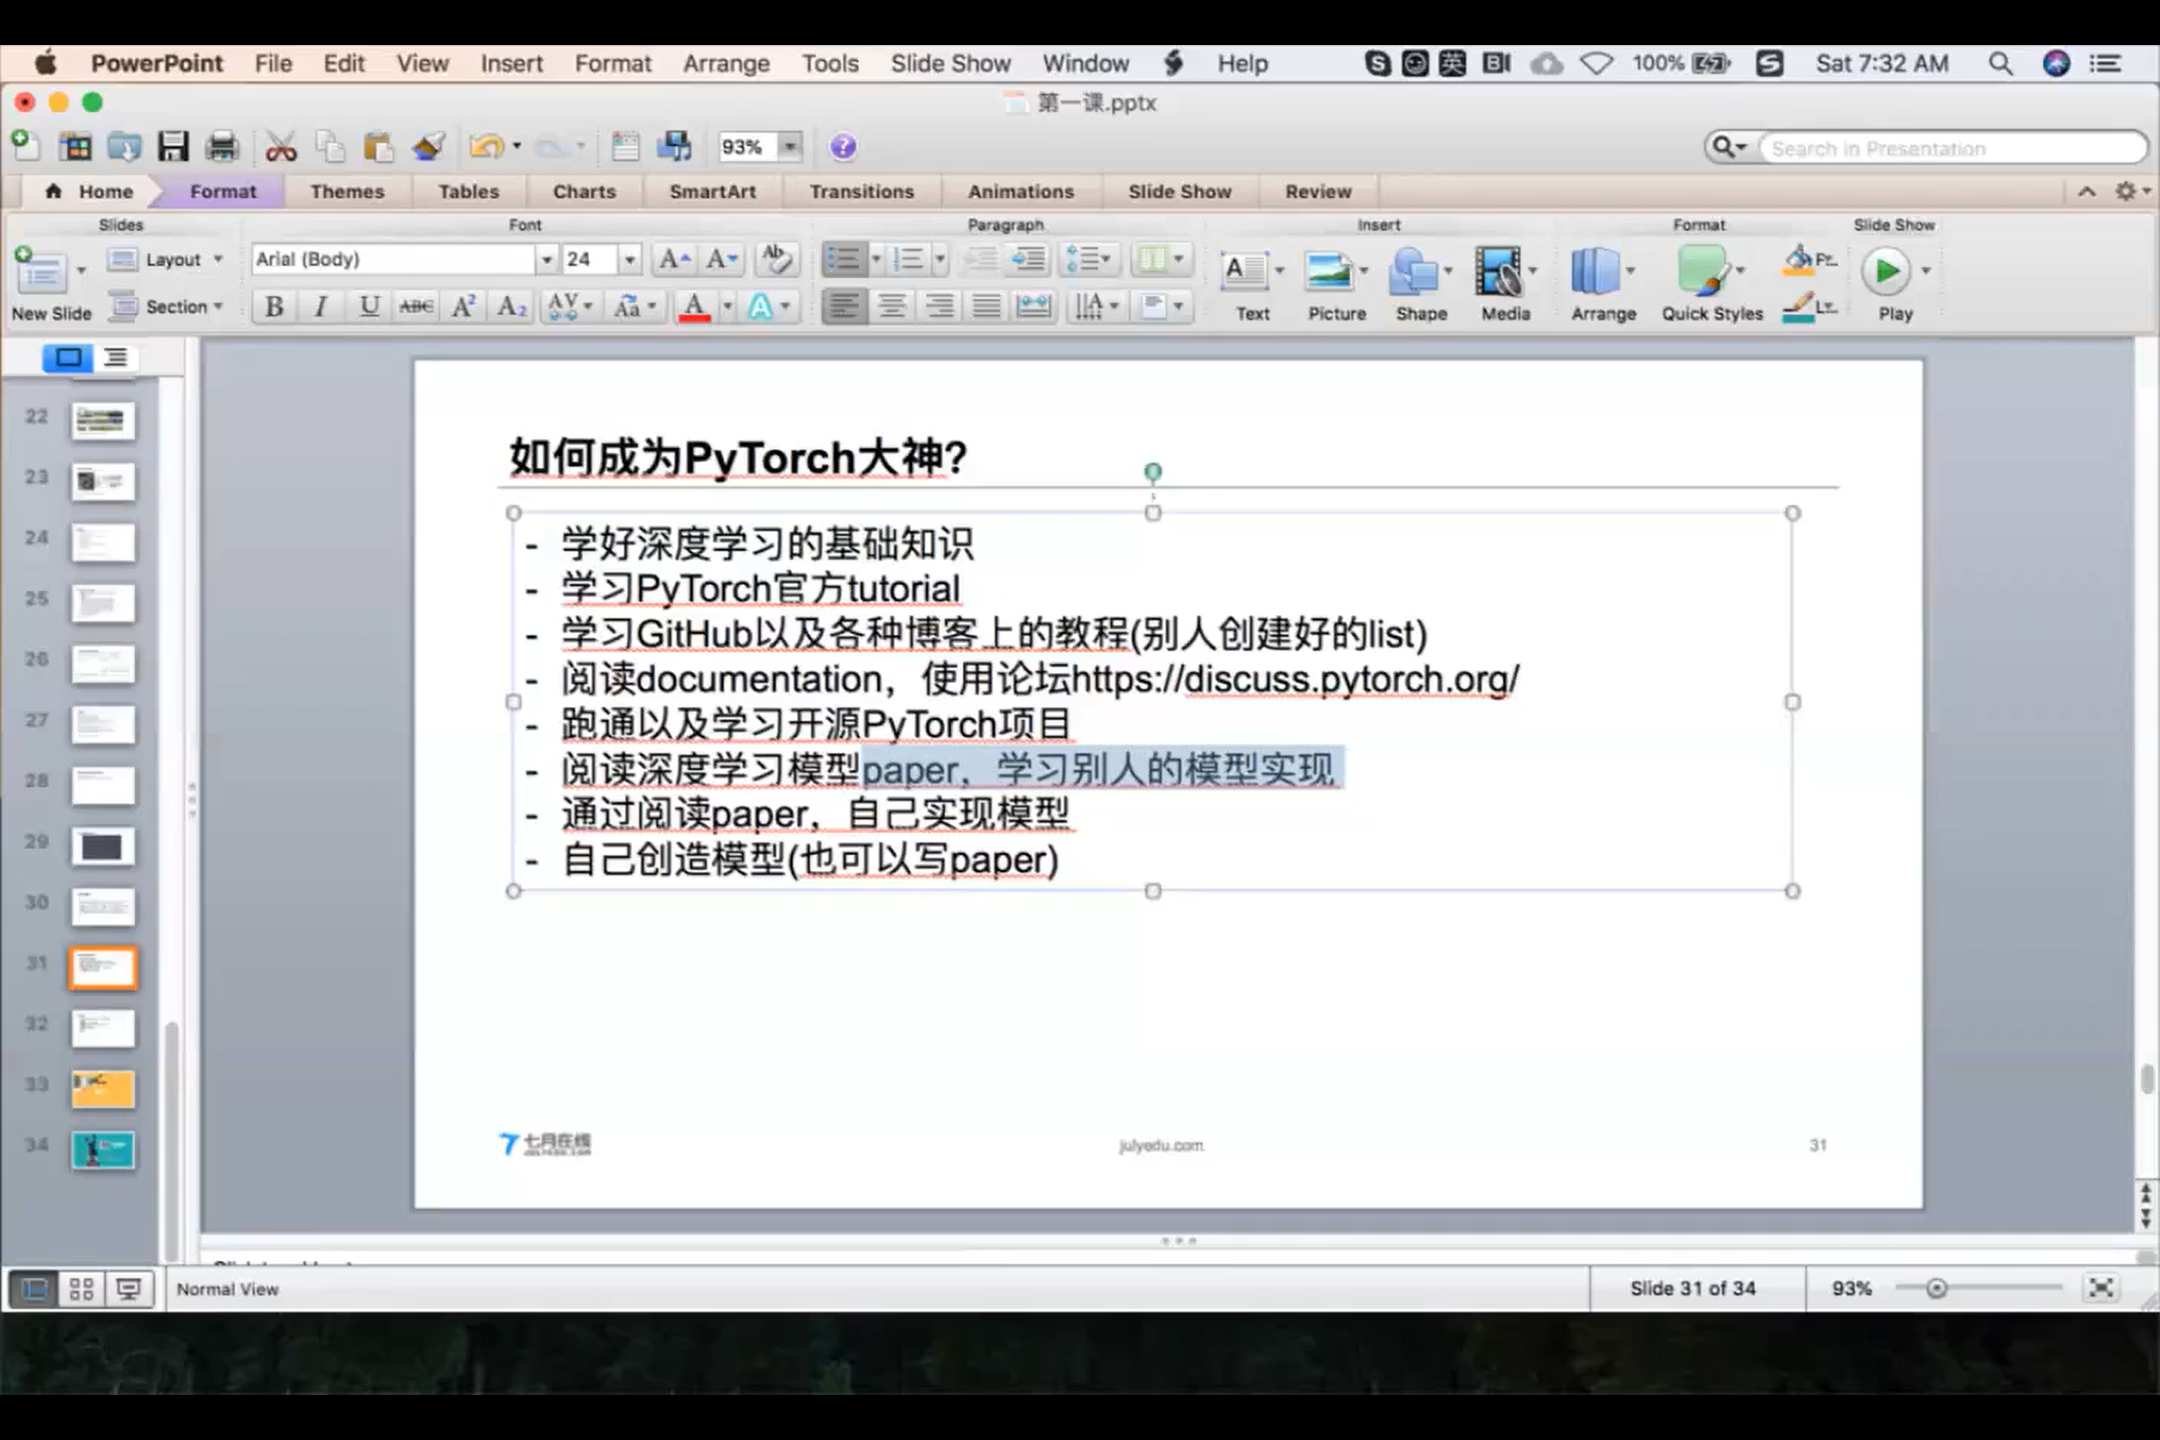 PowerPoint File Edit View Insert Format Arrange Tools Slide Show Window Help 英 100% Sat 7:32 AM
第一课.pptx
93% Search in Presentation
Home Format Themes Tables Charts SmartArt Transitions Animations Slide Show Review
Slides Font Paragraph Insert Format Slide Show
Layout Arial (Body) 24
New Slide Section Text Picture Shape Media Arrange Quick Styles Play
22
23
24
25
26
27
28
29
30
31
32
33
34
如何成为PyTorch大神?
- 学好深度学习的基础知识
- 学习PyTorch官方tutorial
- 学习GitHub以及各种博客上的教程(别人创建好的list)
- 阅读documentation，使用论坛https://discuss.pytorch.org/
- 跑通以及学习开源PyTorch项目
- 阅读深度学习模型paper，学习别人的模型实现
- 通过阅读paper，自己实现模型
- 自己创造模型(也可以写paper)
七月在线 julyedu.com 31
Normal View Slide 31 of 34 93%